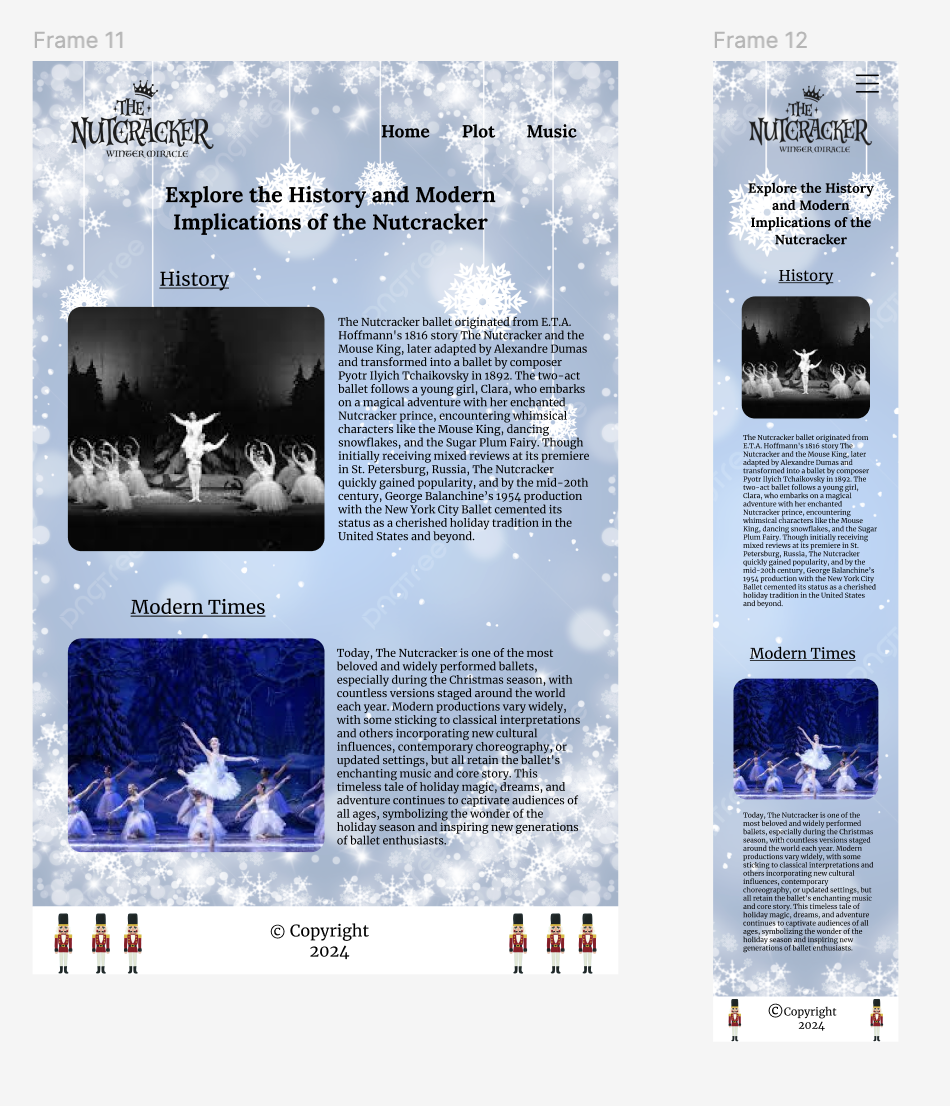 Frame 11
THE
NUTCRACKER
WINTER MIRACLE
Home Plot Music
Explore the History and Modern
Implications of the Nutcracker
History
The Nutcracker ballet originated from E.T.A.
Hoffmann's 1816 story The Nutcracker and the
Mouse King, later adapted by Alexandre Dumas
and transformed into a ballet by composer
Pyotr Ilyich Tchaikovsky in 1892. The two-act
ballet follows a young girl, Clara, who embarks
on a magical adventure with her enchanted
Nutcracker prince, encountering whimsical
characters like the Mouse King, dancing
snowflakes, and the Sugar Plum Fairy. Though
initially receiving mixed reviews at its premiere
in St. Petersburg, Russia, The Nutcracker
quickly gained popularity, and by the mid-20th
century, George Balanchine's 1954 production
with the New York City Ballet cemented its
status as a cherished holiday tradition in the
United States and beyond.
Modern Times
Today, The Nutcracker is one of the most
beloved and widely performed ballets,
especially during the Christmas season, with
countless versions staged around the world
each year. Modern productions vary widely,
with some sticking to classical interpretations
and others incorporating new cultural
influences, contemporary choreography, or
updated settings, but all retain the ballet's
enchanting music and core story. This
timeless tale of holiday magic, dreams, and
adventure continues to captivate audiences of
all ages, symbolizing the wonder of the
holiday season and inspiring new generations
of ballet enthusiasts.
© Copyright
2024
Frame 12
THE
NUTCRACKER
WINTER MIRACLE
Explore the History
and Modern
Implications of the
Nutcracker
History
The Nutcracker ballet originated from
E.T.A. Hoffmann's 1816 story The
Nutcracker and the Mouse King, later
adapted by Alexandre Dumas and
transformed into a ballet by composer
Pyotr Ilyich Tchaikovsky in 1892. The
two-act ballet follows a young girl,
Clara, who embarks on a magical
adventure with her enchanted
Nutcracker prince, encountering
whimsical characters like the Mouse
King, dancing snowflakes, and the Sugar
Plum Fairy. Though initially receiving
mixed reviews at its premiere in St.
Petersburg, Russia, The Nutcracker
quickly gained popularity, and by the
mid-20th century, George Balanchine's
1954 production with the New York City
Ballet cemented its status as a cherished
holiday tradition in the United States
and beyond.
Modern Times
Today, The Nutcracker is one of the
most beloved and widely performed
ballets, especially during the Christmas
season, with countless versions staged
around the world each year. Modern
productions vary widely, with some
sticking to classical interpretations and
others incorporating new cultural
influences, contemporary
choreography, or updated settings, but
all retain the ballet's enchanting music
and core story. This timeless tale of
holiday magic, dreams, and adventure
continues to captivate audiences of all
ages, symbolizing the wonder of the
holiday season and inspiring new
generations of ballet enthusiasts.
©Copyright
2024